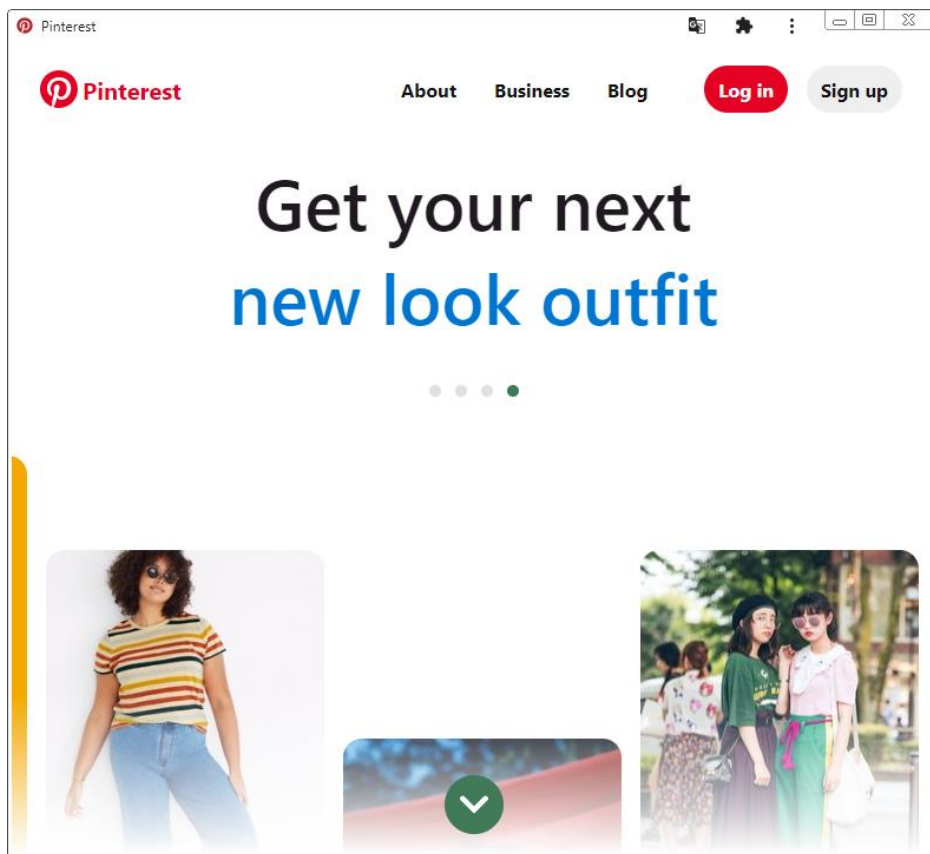 Pinterest
Pinterest
About Business Blog Log in Sign up
Get your next
new look outfit